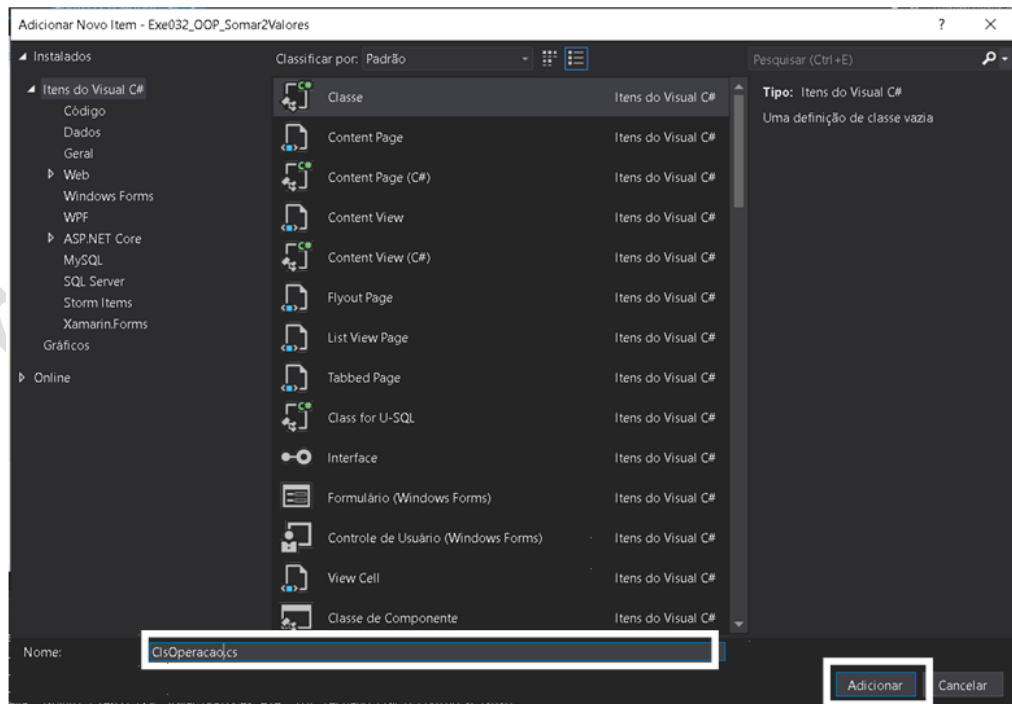 Adicionar Novo Item - Exe032_OOP_Somar2Valores
? ×
Instalados
Classificar por: Padrão
Pesquisar (Ctrl+E)
Itens do Visual C#
Código
Dados
Geral
Web
Windows Forms
WPF
ASP.NET Core
MySQL
SQL Server
Storm Items
Xamarin.Forms
Gráficos
Online
Classe Itens do Visual C#
Content Page Itens do Visual C#
Content Page (C#) Itens do Visual C#
Content View Itens do Visual C#
Content View (C#) Itens do Visual C#
Flyout Page Itens do Visual C#
List View Page Itens do Visual C#
Tabbed Page Itens do Visual C#
Class for U-SQL Itens do Visual C#
Interface Itens do Visual C#
Formulário (Windows Forms) Itens do Visual C#
Controle de Usuário (Windows Forms) Itens do Visual C#
View Cell Itens do Visual C#
Classe de Componente Itens do Visual C#
Tipo: Itens do Visual C#
Uma definição de classe vazia
Nome: ClsOperacao.cs
Adicionar Cancelar